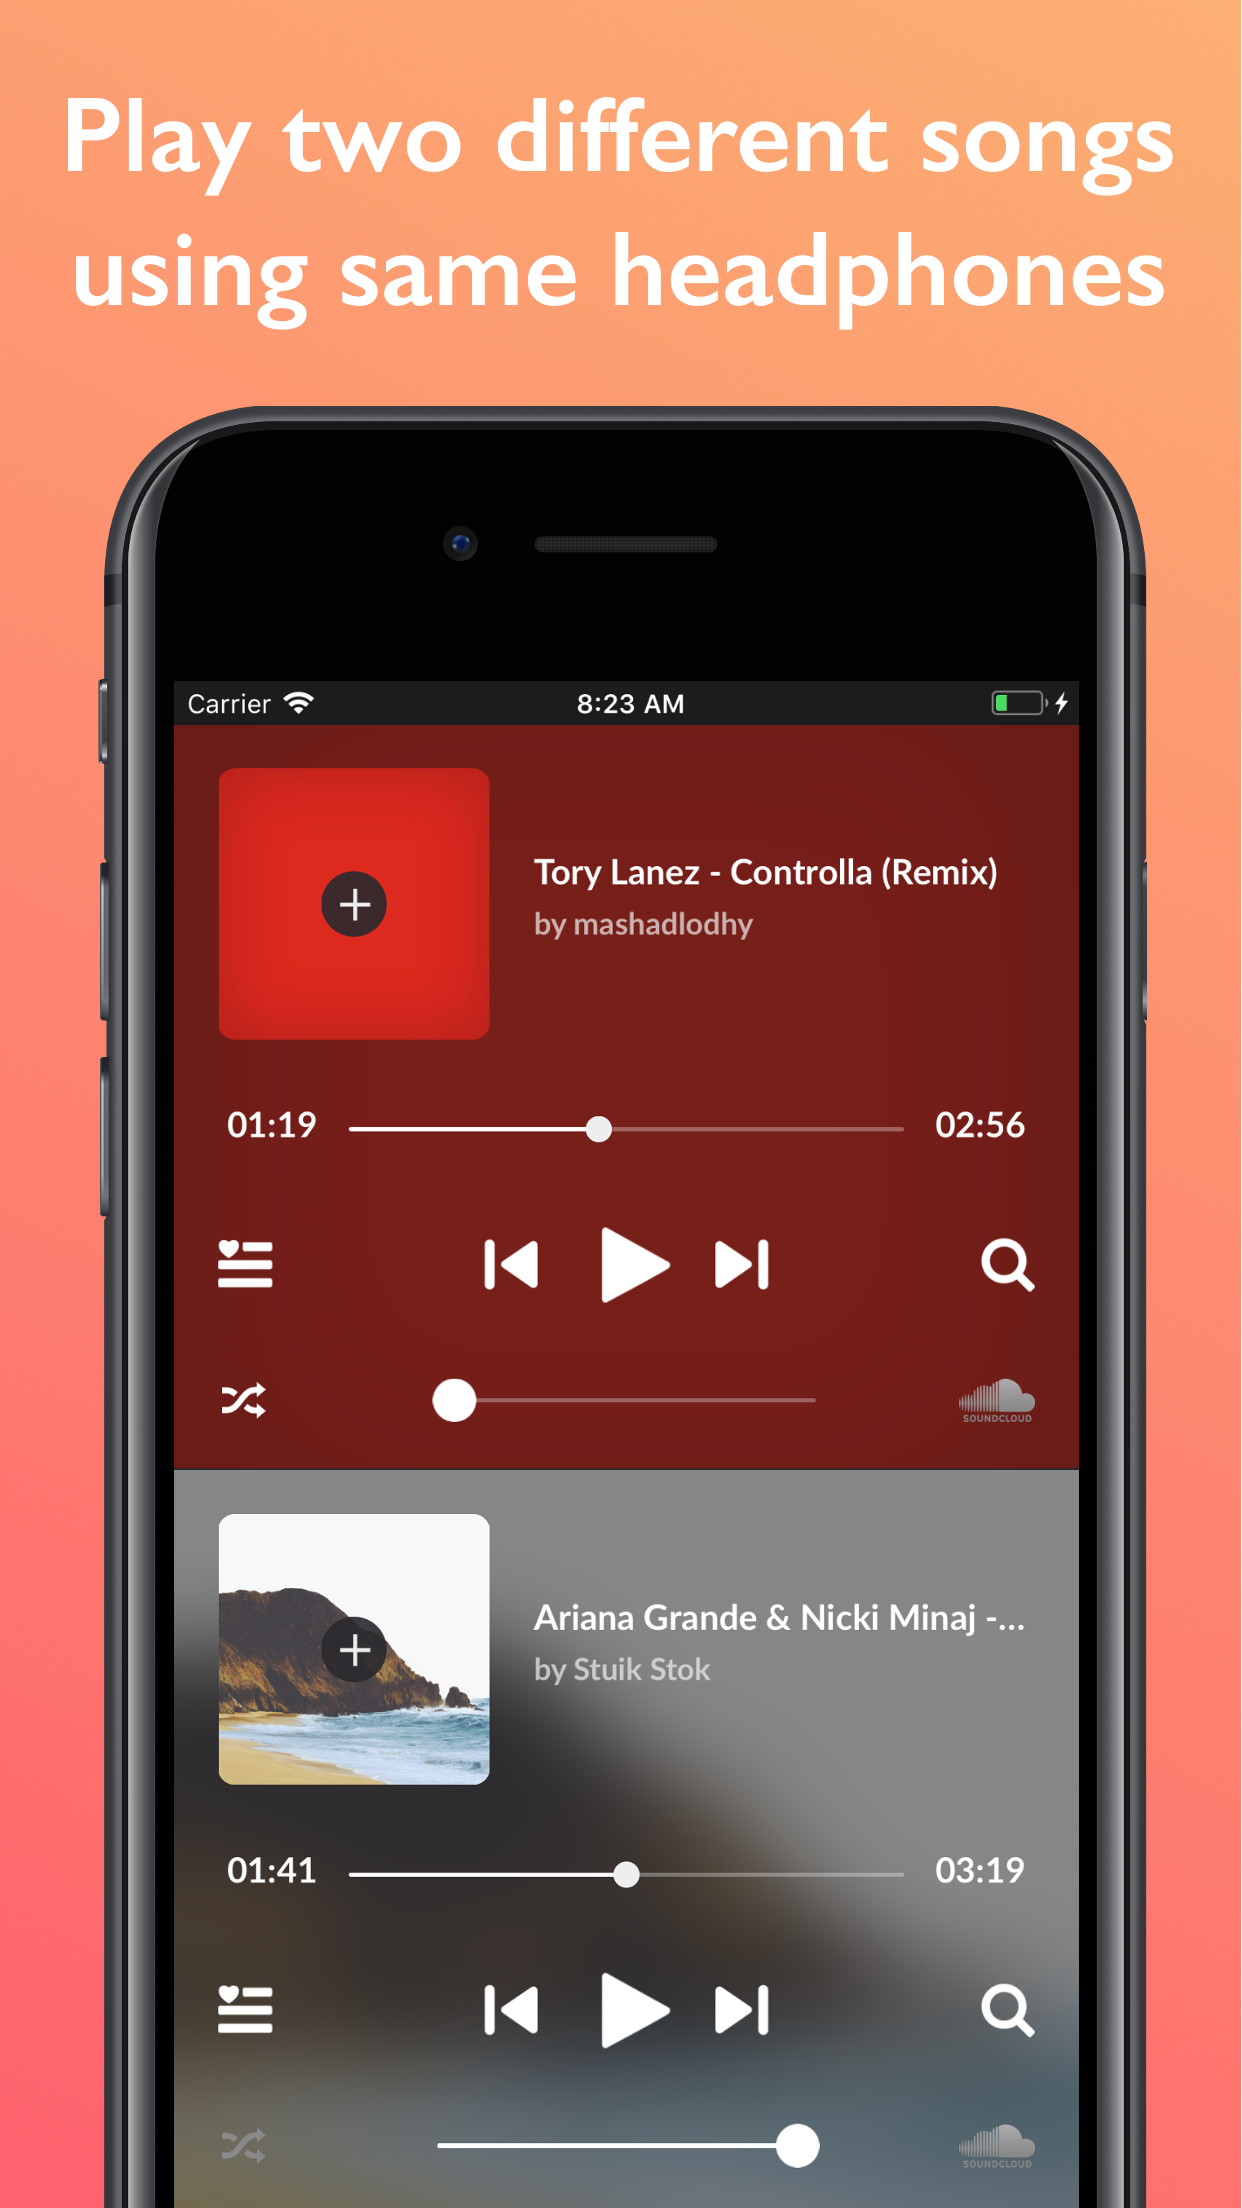 Play two different songs
using same headphones
Carrier 8:23 AM
Tory Lanez - Controlla (Remix)
by mashadlodhy
01:19 02:56
SOUNDCLOUD
Ariana Grande & Nicki Minaj -...
by Stuik Stok
01:41 03:19
SOUNDCLOUD